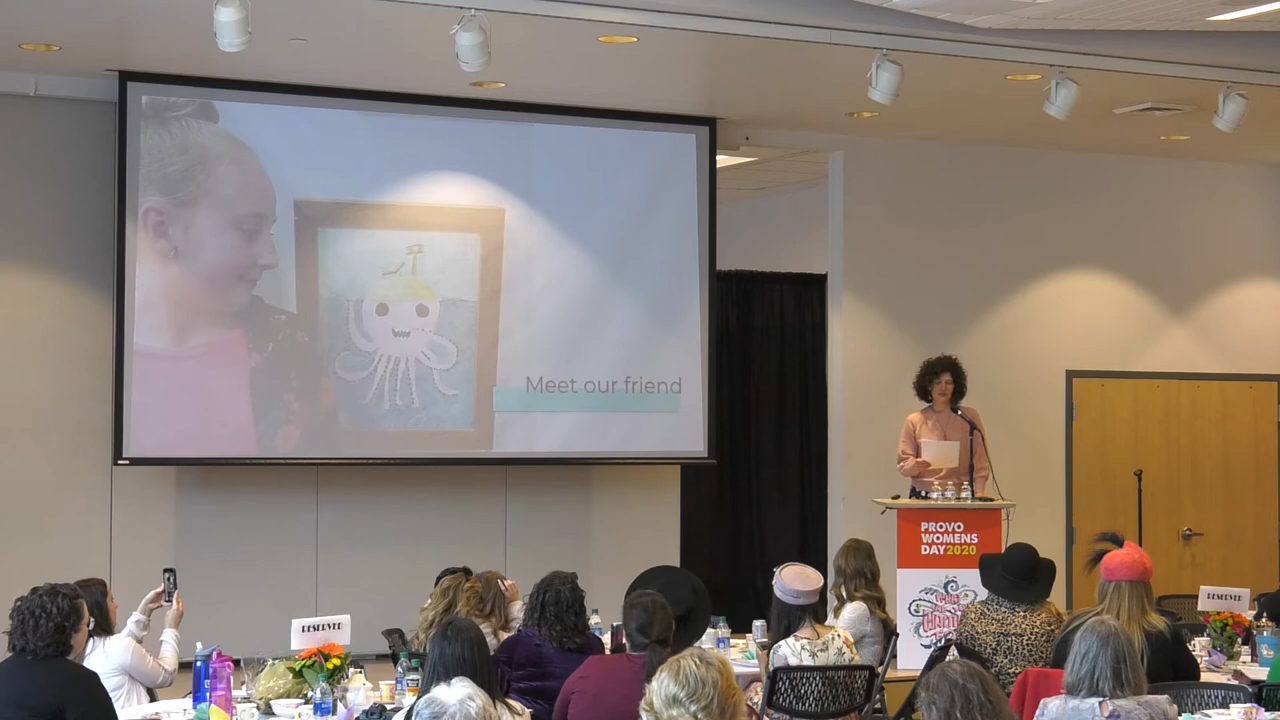 Meet our friend
PROVO
WOMENS
DAY2020
RESERVED
RESERVED